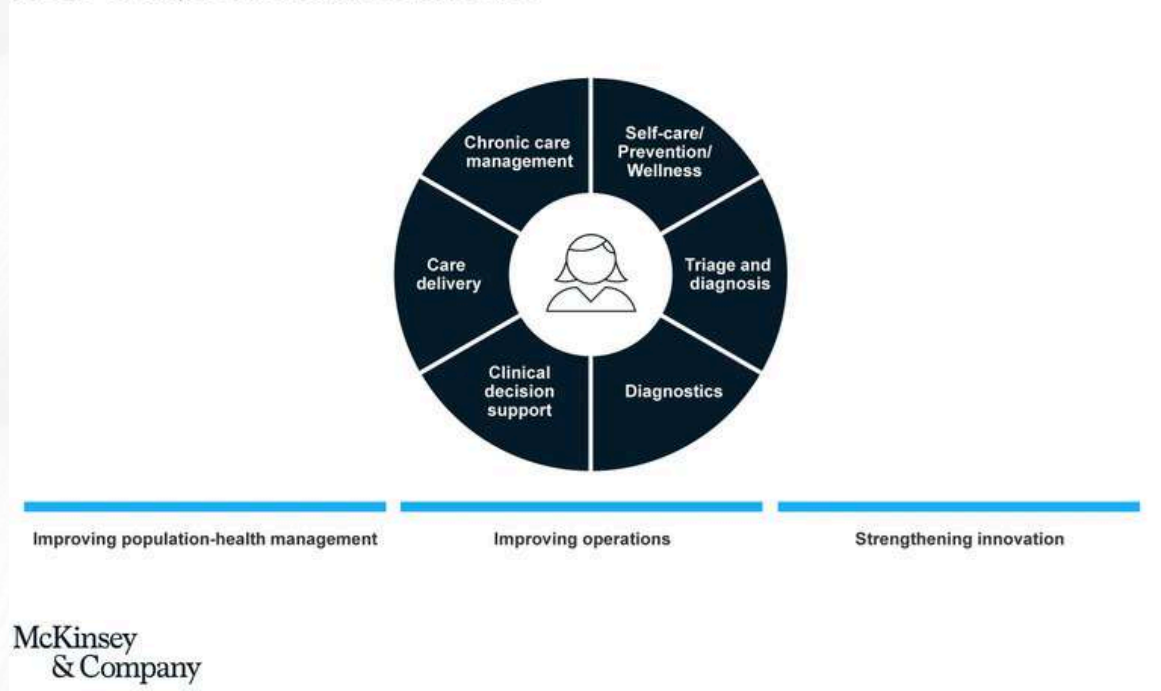 Self-care/
Prevention/
Wellness
Triage and
diagnosis
Diagnostics
Clinical
decision
support
Care
delivery
Chronic care
management
Improving population-health management
Improving operations
Strengthening innovation
McKinsey
& Company